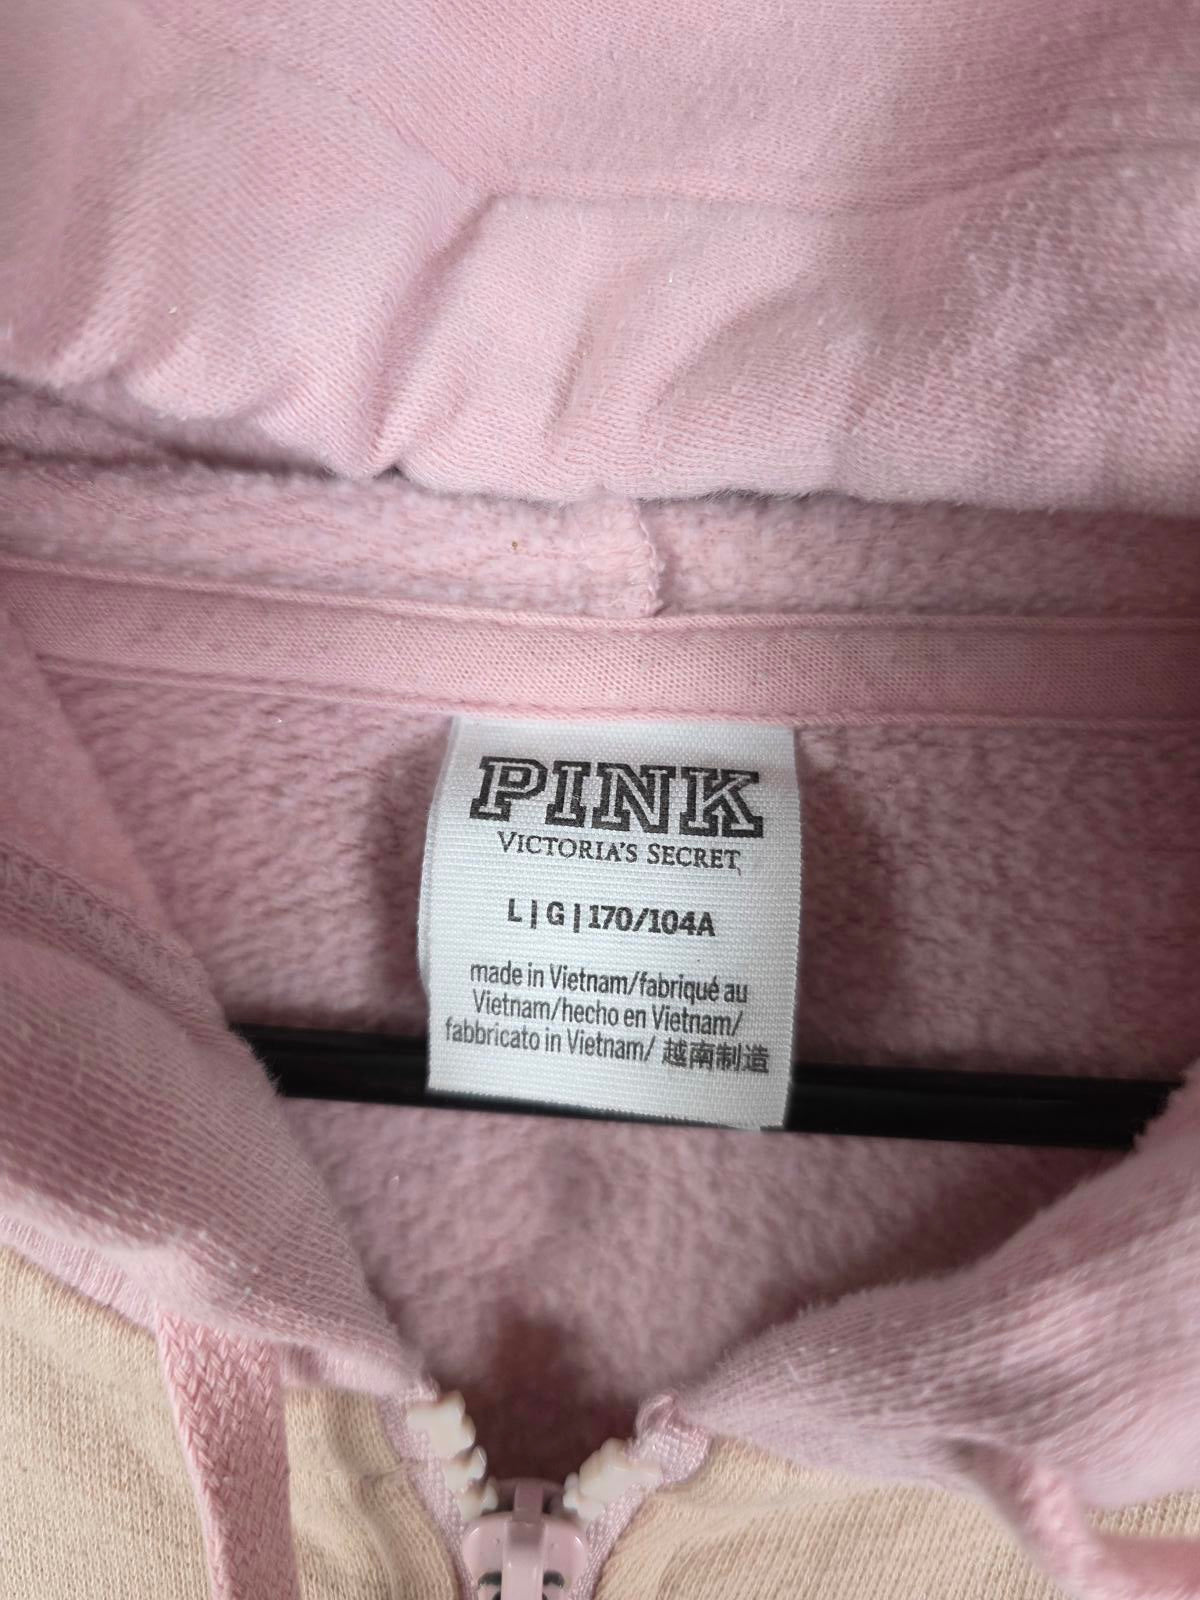 PINK
VICTORIA'S SECRET
L | G | 170/104A
made in Vietnam/fabriqué au
Vietnam/hecho en Vietnam/
fabbricato in Vietnam/ 越南制造